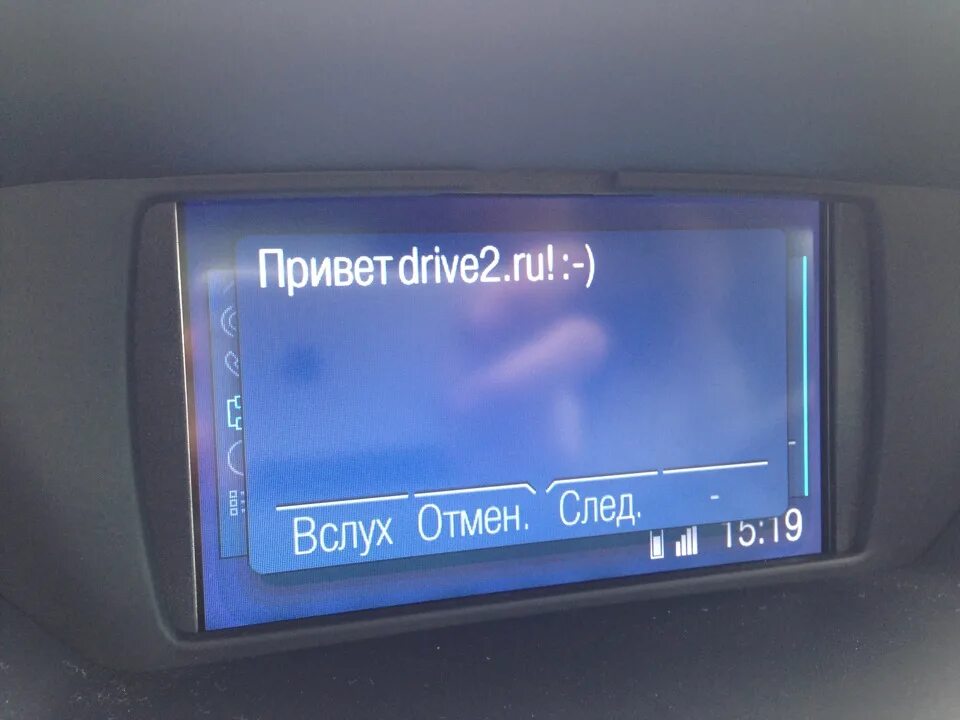 Привет drive2.ru! :-)
Вслух Отмен. След. -
15:19